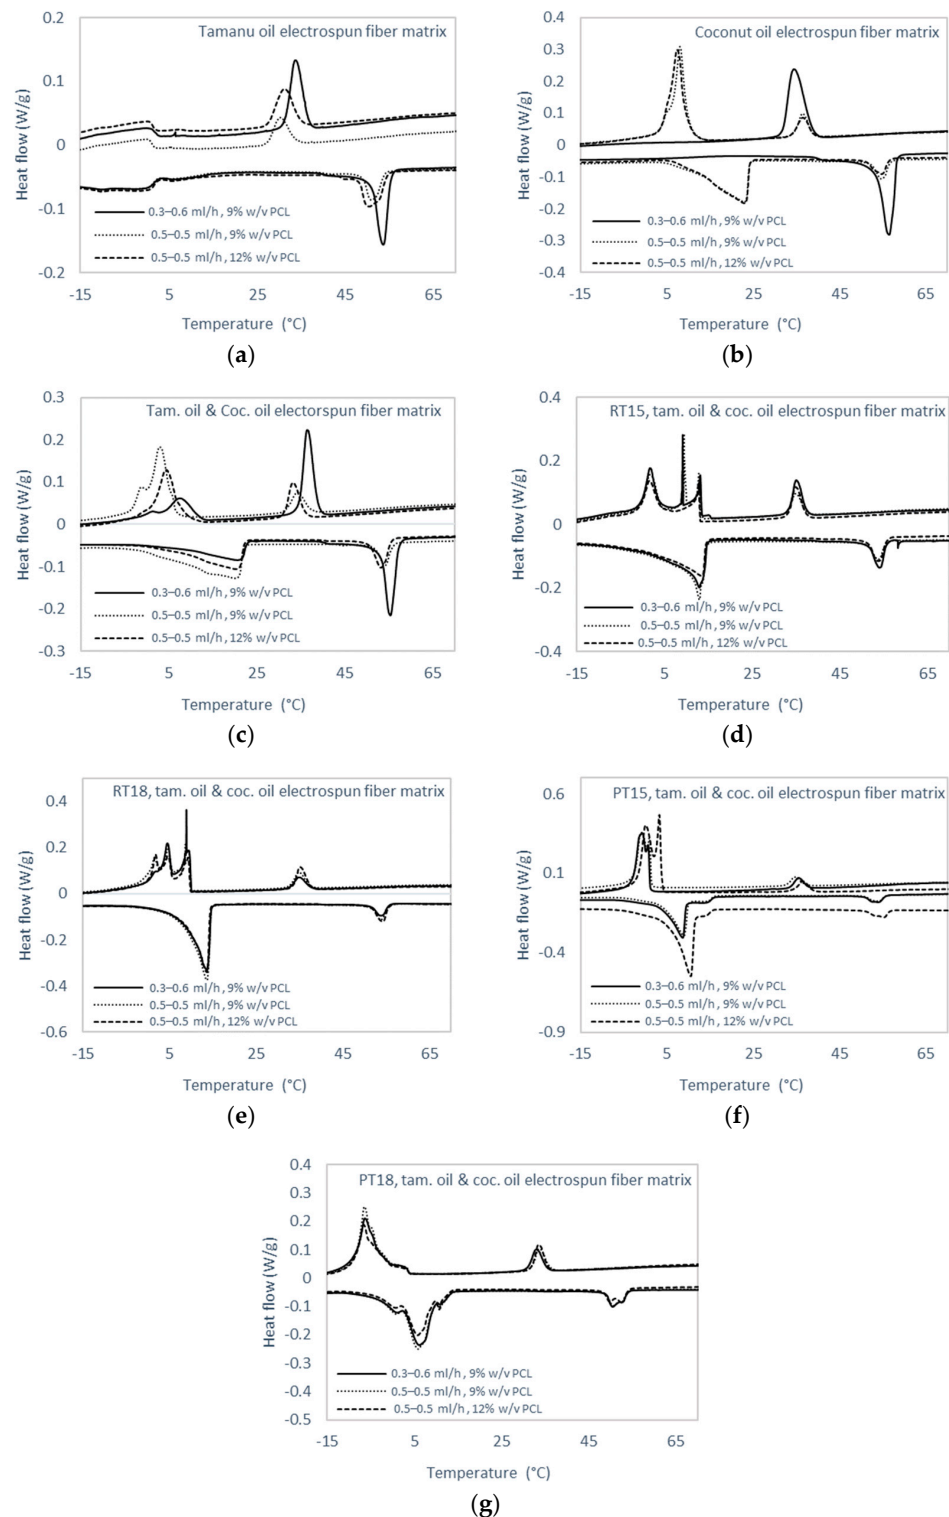 Tamanu oil electrospun fiber matrix
0.2
0.1
0
-0.1
-0.2
Heat flow (W/g)
0.3–0.6 ml/h, 9% w/v PCL
0.5–0.5 ml/h, 9% w/v PCL
0.5–0.5 ml/h, 12% w/v PCL
-15 5 25 45 65
Temperature (°C)
(a)
Coconut oil electrospun fiber matrix
0.4
0.3
0.2
0.1
0
-0.1
-0.2
-0.3
-0.4
Heat flow (W/g)
0.3–0.6 ml/h, 9% w/v PCL
0.5–0.5 ml/h, 9% w/v PCL
0.5–0.5 ml/h, 12% w/v PCL
-15 5 25 45 65
Temperature (°C)
(b)
Tam. oil & Coc. oil electorspun fiber matrix
0.3
0.2
0.1
0
-0.1
-0.2
-0.3
Heat flow (W/g)
0.3–0.6 ml/h, 9% w/v PCL
0.5–0.5 ml/h, 9% w/v PCL
0.5–0.5 ml/h, 12% w/v PCL
-15 5 25 45 65
Temperature (°C)
(c)
RT15, tam. oil & coc. oil electrospun fiber matrix
0.4
0.2
0
-0.2
-0.4
Heat flow (W/g)
0.3–0.6 ml/h, 9% w/v PCL
0.5–0.5 ml/h, 9% w/v PCL
0.5–0.5 ml/h, 12% w/v PCL
-15 5 25 45 65
Temperature (°C)
(d)
RT18, tam. oil & coc. oil electrospun fiber matrix
0.4
0.2
0
-0.2
-0.4
-0.6
Heat flow (W/g)
0.3–0.6 ml/h, 9% w/v PCL
0.5–0.5 ml/h, 9% w/v PCL
0.5–0.5 ml/h, 12% w/v PCL
-15 5 25 45 65
Temperature (°C)
(e)
PT15, tam. oil & coc. oil electrospun fiber matrix
0.6
0.1
-0.4
-0.9
Heat flow (W/g)
0.3–0.6 ml/h, 9% w/v PCL
0.5–0.5 ml/h, 9% w/v PCL
0.5–0.5 ml/h, 12% w/v PCL
-15 5 25 45 65
Temperature (°C)
(f)
PT18, tam. oil & coc. oil electrospun fiber matrix
0.4
0.3
0.2
0.1
0
-0.1
-0.2
-0.3
-0.4
-0.5
Heat flow (W/g)
0.3–0.6 ml/h, 9% w/v PCL
0.5–0.5 ml/h, 9% w/v PCL
0.5–0.5 ml/h, 12% w/v PCL
-15 5 25 45 65
Temperature (°C)
(g)